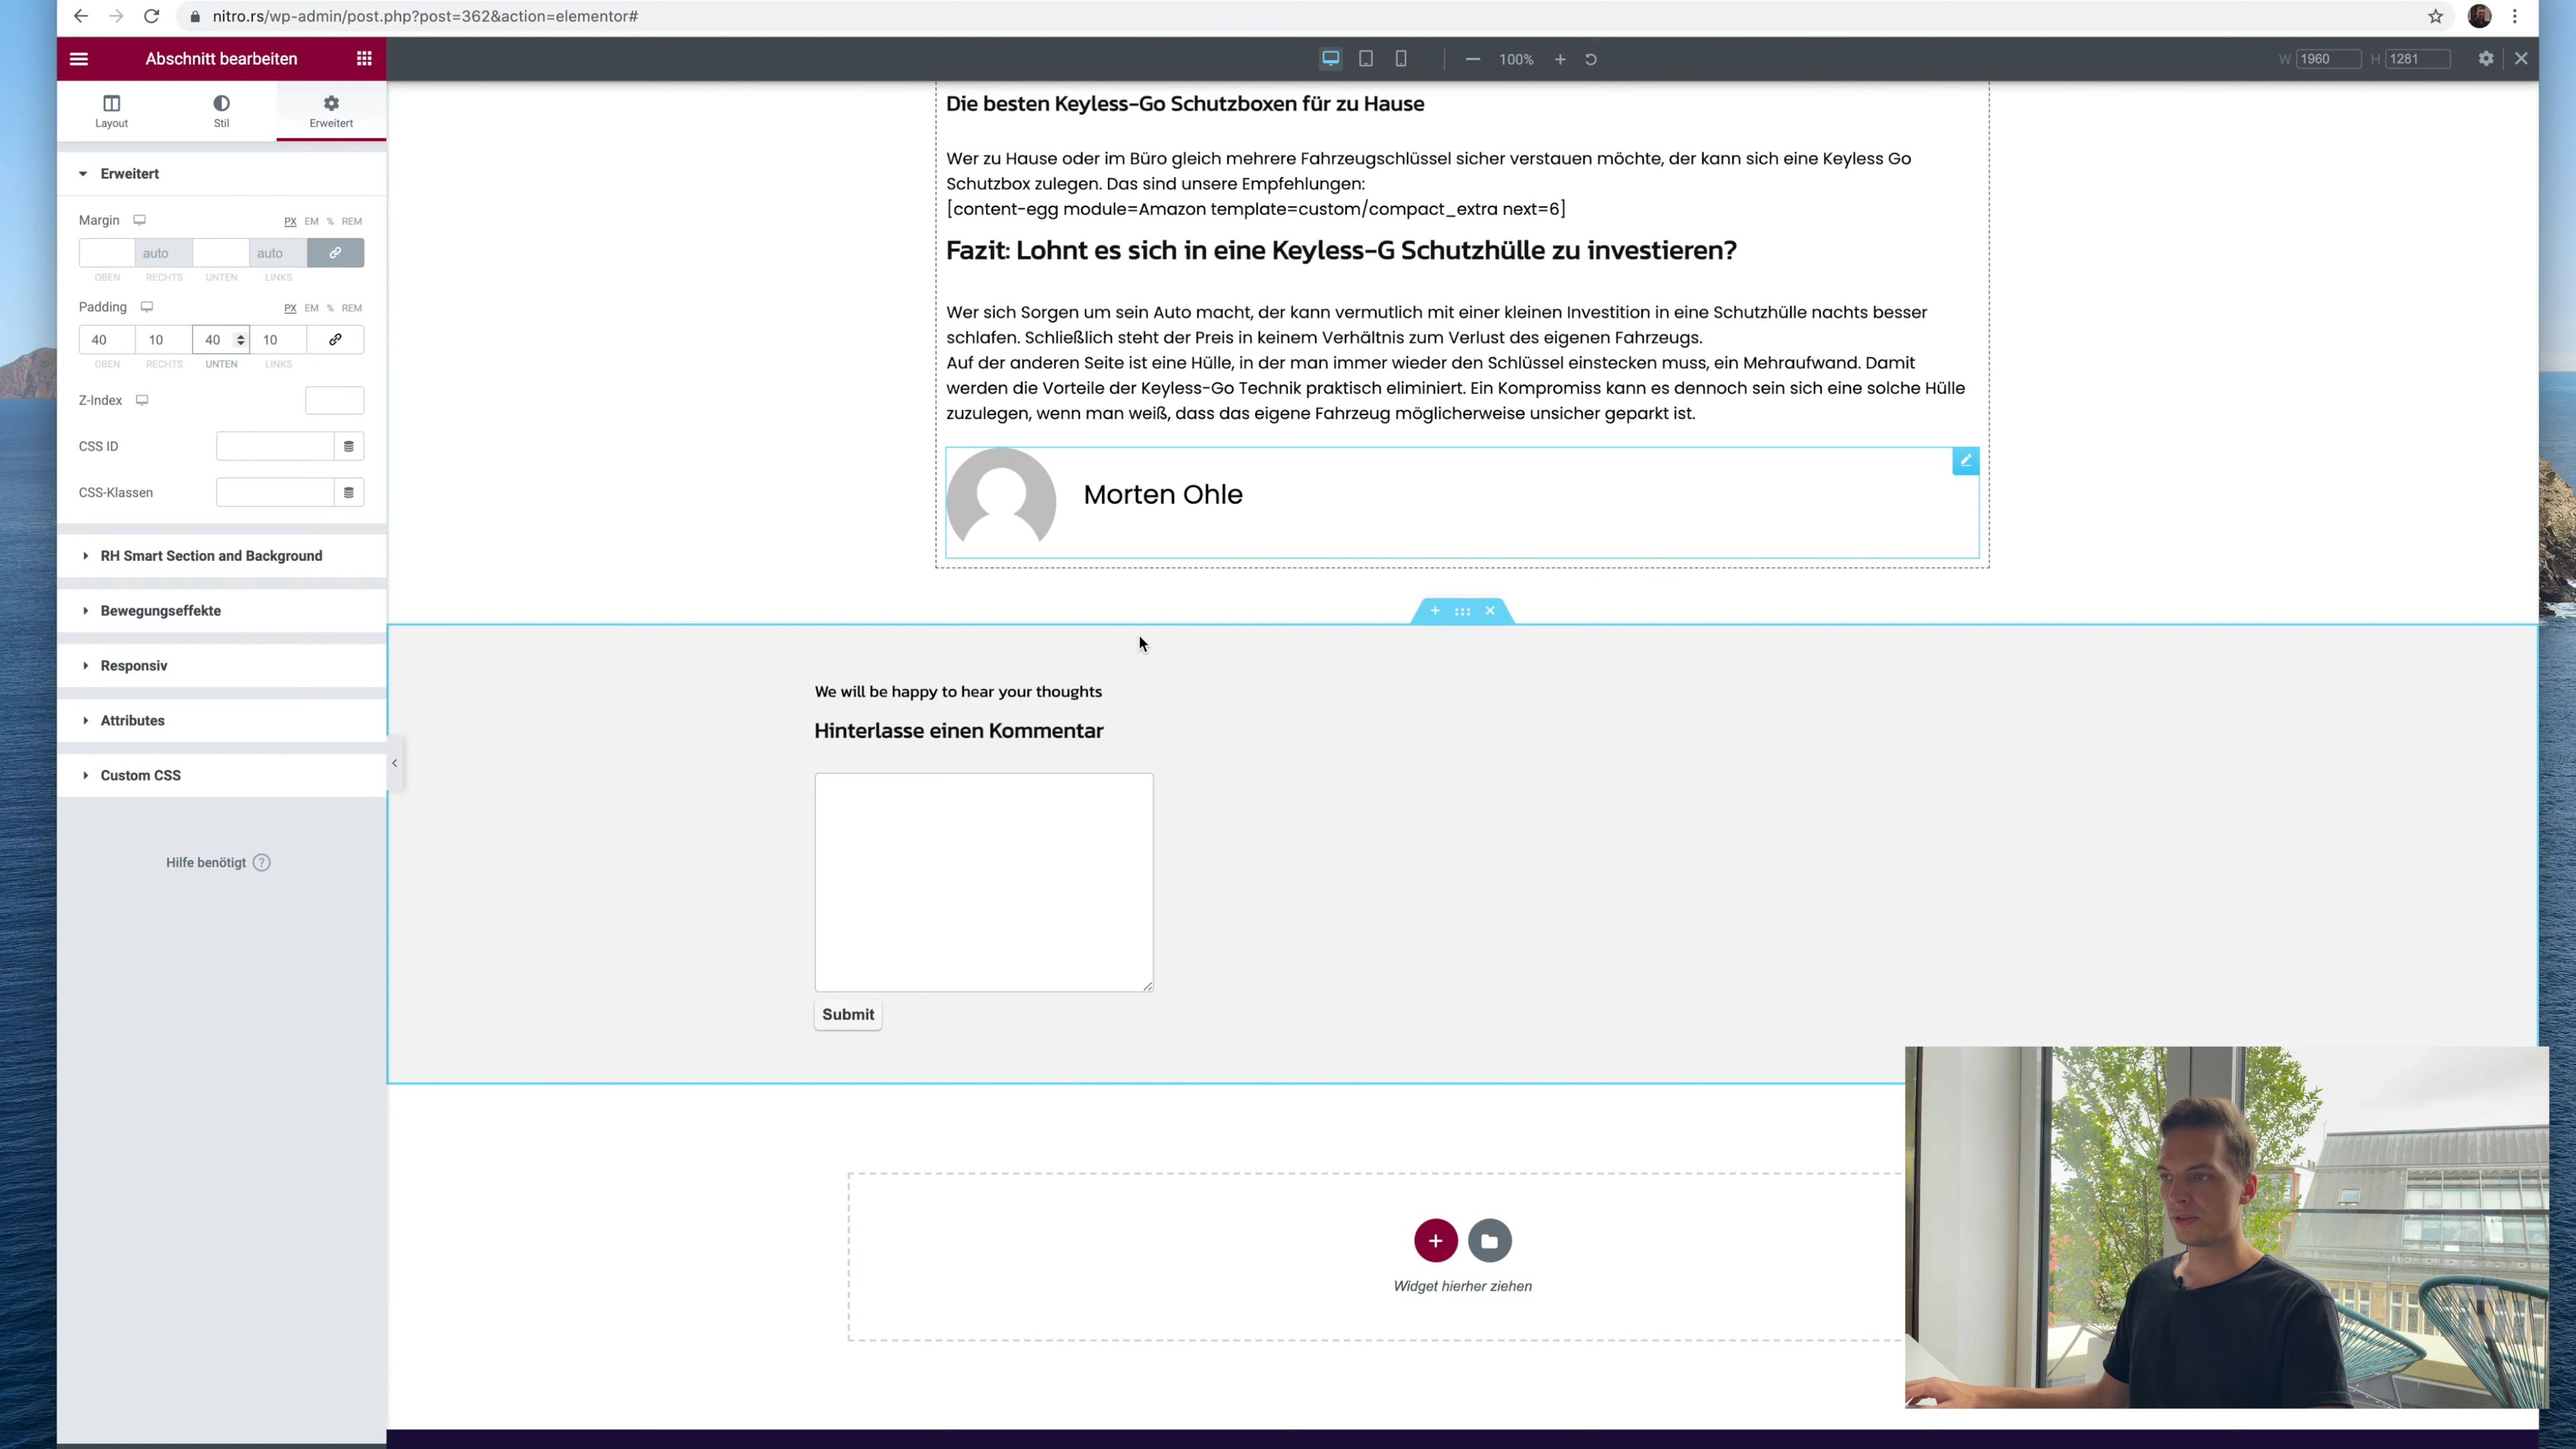 nitro.rs/wp-admin/post.php?post=362&action=elementor#
Abschnitt bearbeiten
100%
W 1960 H 1281
Layout Stil Erweitert
Erweitert
Margin PX EM % REM
auto auto
OBEN RECHTS UNTEN LINKS
Padding PX EM % REM
40 10 40 10
OBEN RECHTS UNTEN LINKS
Z-Index
CSS ID
CSS-Klassen
RH Smart Section and Background
Bewegungseffekte
Responsiv
Attributes
Custom CSS
Hilfe benötigt ?
Die besten Keyless-Go Schutzboxen für zu Hause
Wer zu Hause oder im Büro gleich mehrere Fahrzeugschlüssel sicher verstauen möchte, der kann sich eine Keyless Go
Schutzbox zulegen. Das sind unsere Empfehlungen:
[content-egg module=Amazon template=custom/compact_extra next=6]
Fazit: Lohnt es sich in eine Keyless-G Schutzhülle zu investieren?
Wer sich Sorgen um sein Auto macht, der kann vermutlich mit einer kleinen Investition in eine Schutzhülle nachts besser
schlafen. Schließlich steht der Preis in keinem Verhältnis zum Verlust des eigenen Fahrzeugs.
Auf der anderen Seite ist eine Hülle, in der man immer wieder den Schlüssel einstecken muss, ein Mehraufwand. Damit
werden die Vorteile der Keyless-Go Technik praktisch eliminiert. Ein Kompromiss kann es dennoch sein sich eine solche Hülle
zuzulegen, wenn man weiß, dass das eigene Fahrzeug möglicherweise unsicher geparkt ist.
Morten Ohle
We will be happy to hear your thoughts
Hinterlasse einen Kommentar
Submit
Widget hierher ziehen